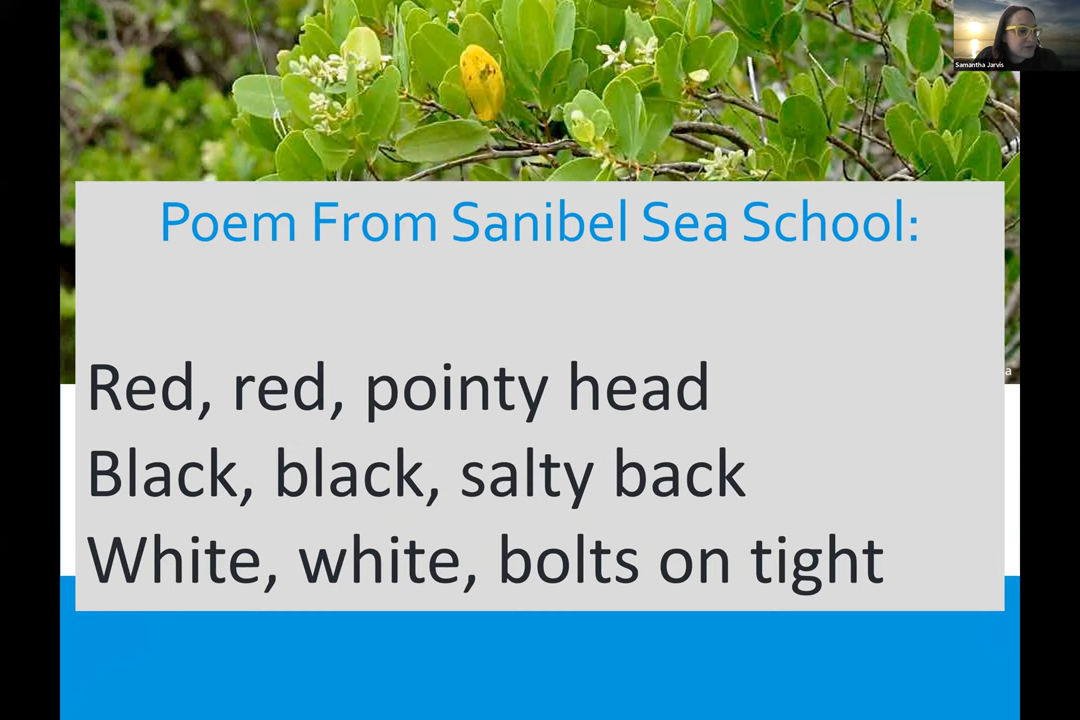 Samantha Jarvis
Poem From Sanibel Sea School:
a
Red, red, pointy head
Black, black, salty back
White, white, bolts on tight